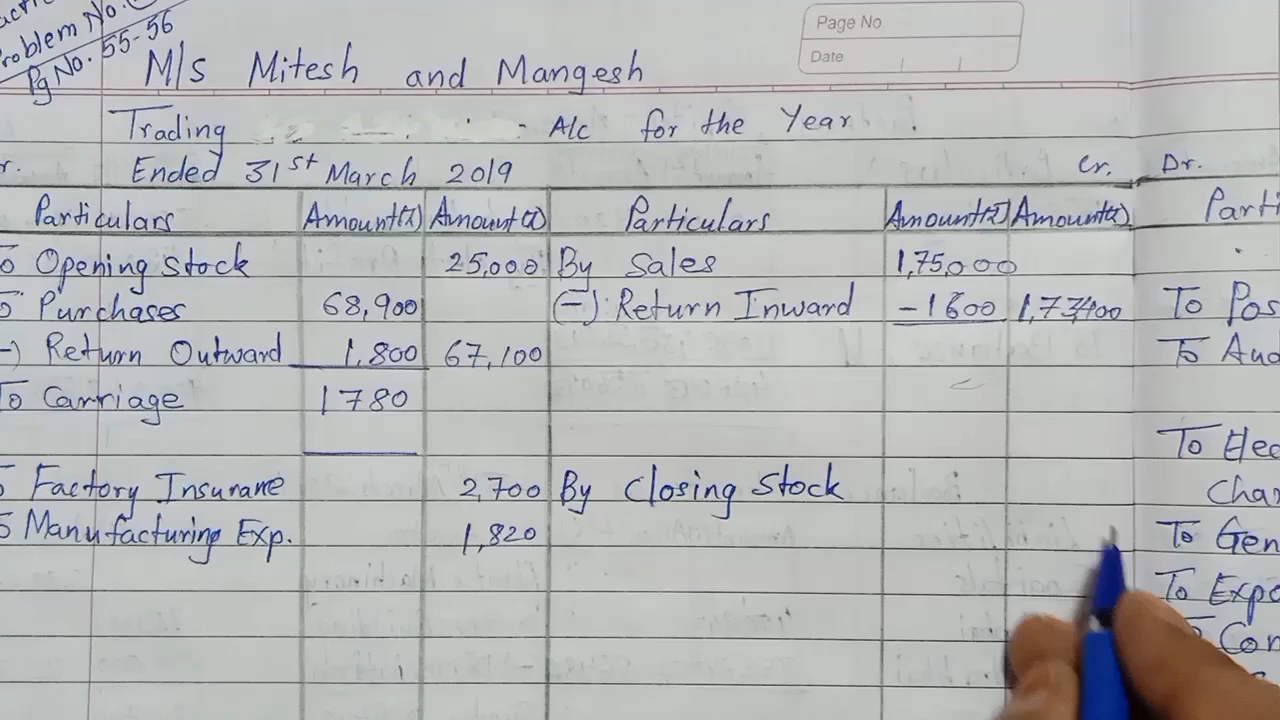 Problem No.
Pg No. 55-56
Page No
Date
M/s Mitesh and Mangesh
Trading A/c for the Year
Ended 31st March 2019
Cr. Dr.
Particulars Amount(₹) Amount(₹) Particulars Amount(₹) Amount(₹) Parti
To Opening stock 25,000 By Sales 1,75,000
To Purchases 68,900 (-) Return Inward -1600 1,73,400 To Pos
(-) Return Outward 1,800 67,100 To Aud
To Carriage 1780
To Elec
To Factory Insurane 2,700 By Closing Stock Char
To Manufacturing Exp. 1,820 To Gen
To Expo
Con